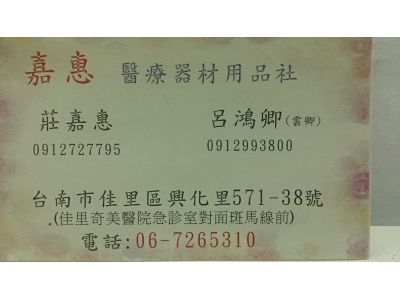 嘉惠 醫療器材用品社
莊嘉惠 呂鴻卿(雲卿)
0912727795 0912993800
台南市佳里區興化里571-38號
(佳里奇美醫院急診室對面斑馬線前)
電話:06-7265310